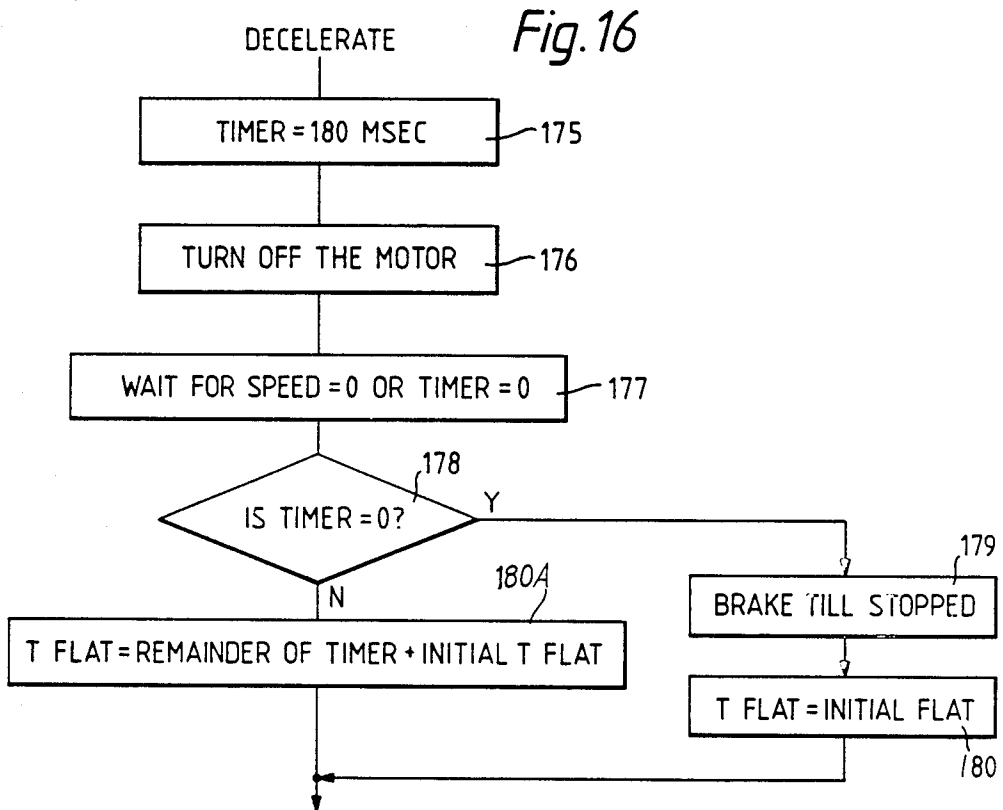 Fig. 16
DECELERATE
TIMER = 180 MSEC
175
TURN OFF THE MOTOR
176
WAIT FOR SPEED = 0 OR TIMER = 0
177
178
IS TIMER = 0?
Y
N
179
BRAKE TILL STOPPED
180A
T FLAT = REMAINDER OF TIMER + INITIAL T FLAT
T FLAT = INITIAL FLAT
180